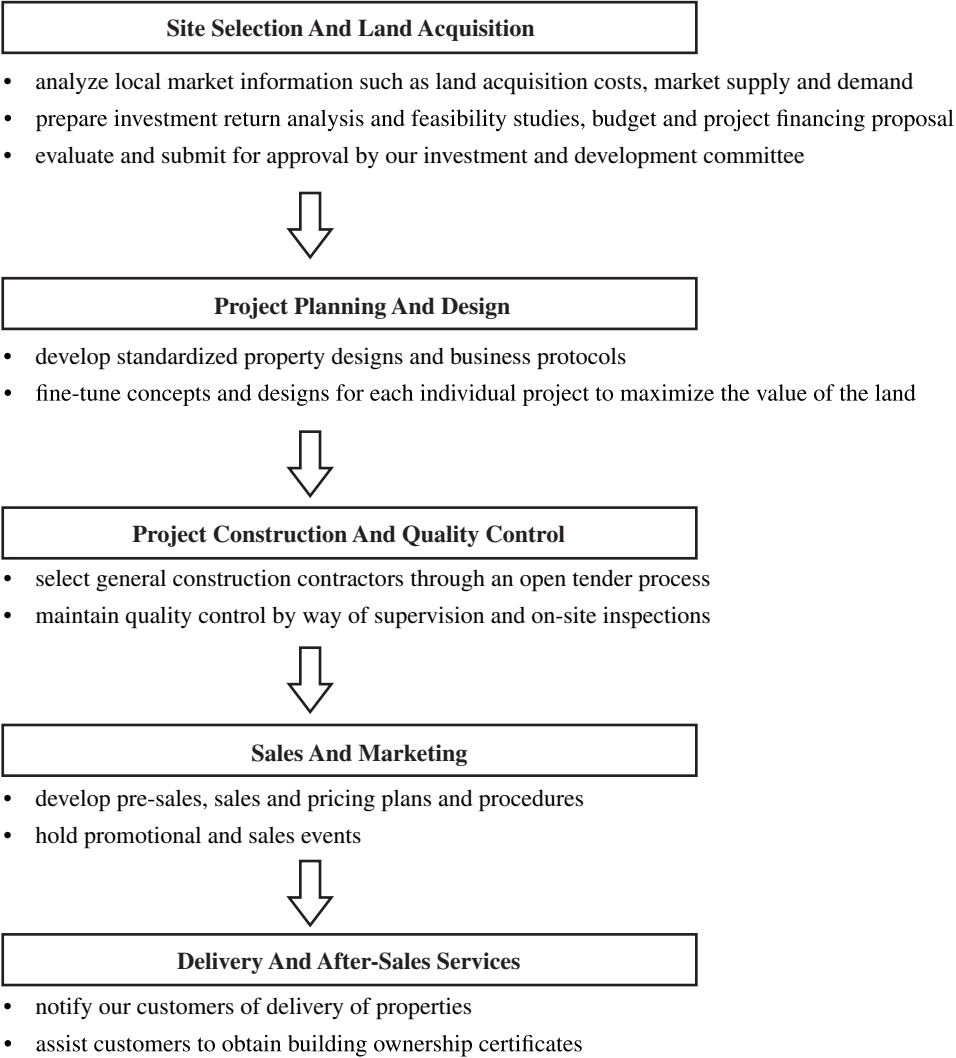 Site Selection And Land Acquisition
• analyze local market information such as land acquisition costs, market supply and demand
• prepare investment return analysis and feasibility studies, budget and project financing proposal
• evaluate and submit for approval by our investment and development committee
Project Planning And Design
• develop standardized property designs and business protocols
• fine-tune concepts and designs for each individual project to maximize the value of the land
Project Construction And Quality Control
• select general construction contractors through an open tender process
• maintain quality control by way of supervision and on-site inspections
Sales And Marketing
• develop pre-sales, sales and pricing plans and procedures
• hold promotional and sales events
Delivery And After-Sales Services
• notify our customers of delivery of properties
• assist customers to obtain building ownership certificates